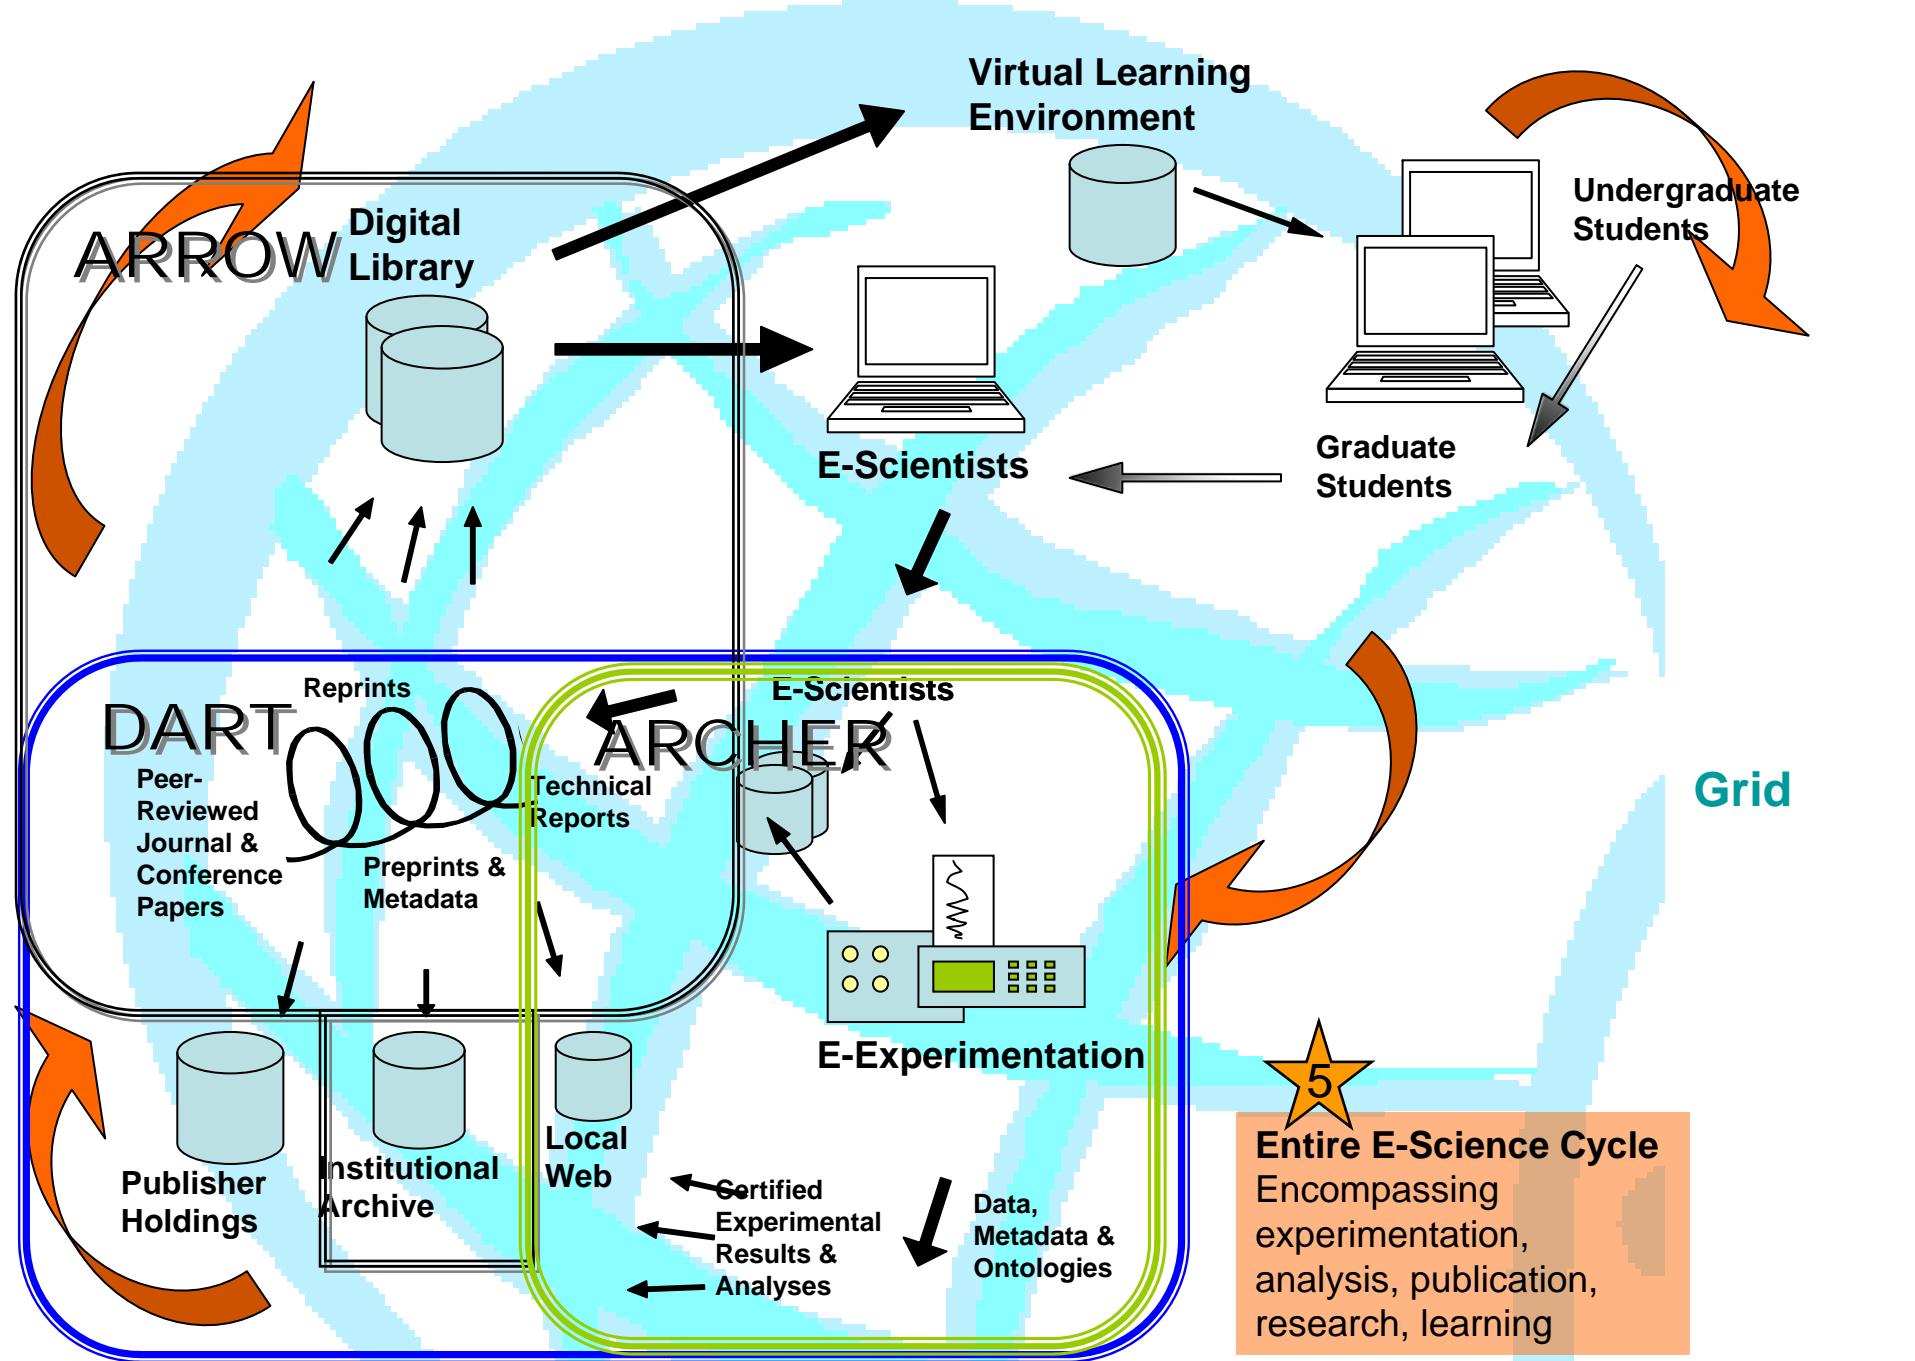 Virtual Learning
Environment
Undergraduate
Students
ARROW
Digital
Library
E-Scientists
Graduate
Students
Reprints
E-Scientists
DART
ARCHER
Peer-
Reviewed
Journal &
Conference
Papers
Technical
Reports
Grid
Preprints &
Metadata
E-Experimentation
5
Publisher
Holdings
Institutional
Archive
Local
Web
Certified
Experimental
Results &
Analyses
Data,
Metadata &
Ontologies
Entire E-Science Cycle
Encompassing
experimentation,
analysis, publication,
research, learning